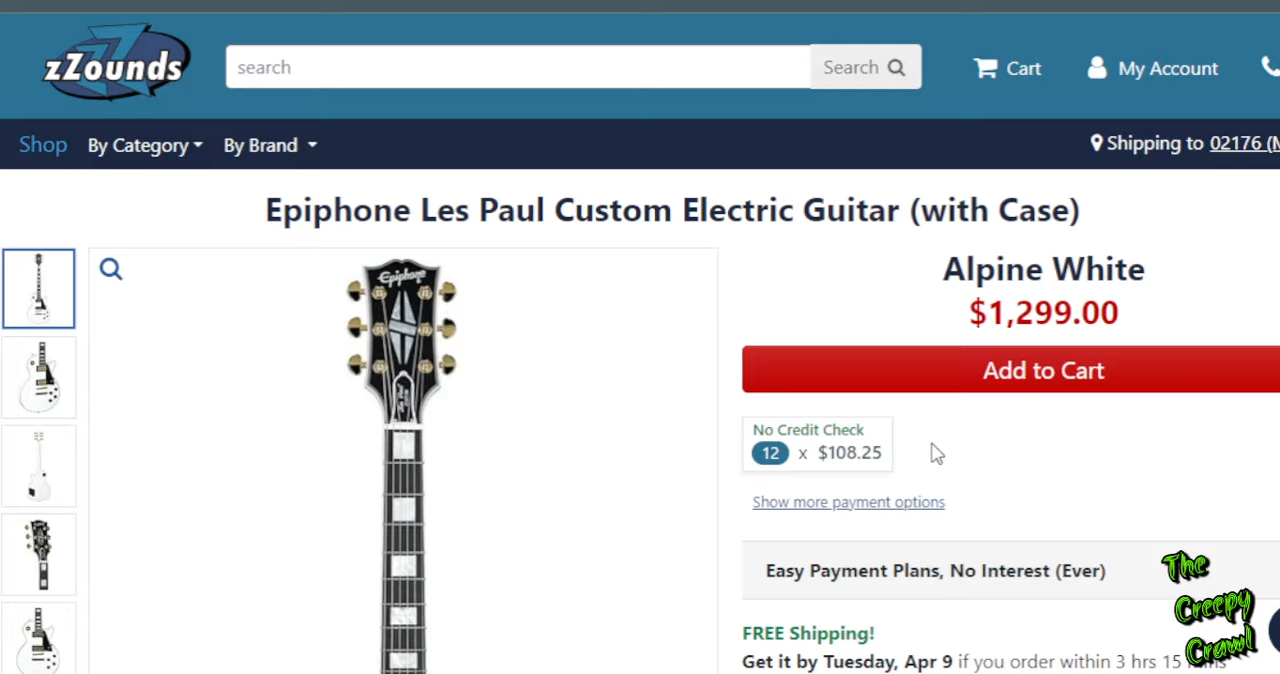 zZounds
search
Search
Cart
My Account
Shop
By Category
By Brand
Shipping to 02176 (M
Epiphone Les Paul Custom Electric Guitar (with Case)
Epiphone
Alpine White
$1,299.00
Add to Cart
No Credit Check
12 x $108.25
Show more payment options
Easy Payment Plans, No Interest (Ever)
FREE Shipping!
Get it by Tuesday, Apr 9 if you order within 3 hrs 15 mins
The
Creepy
Crawl